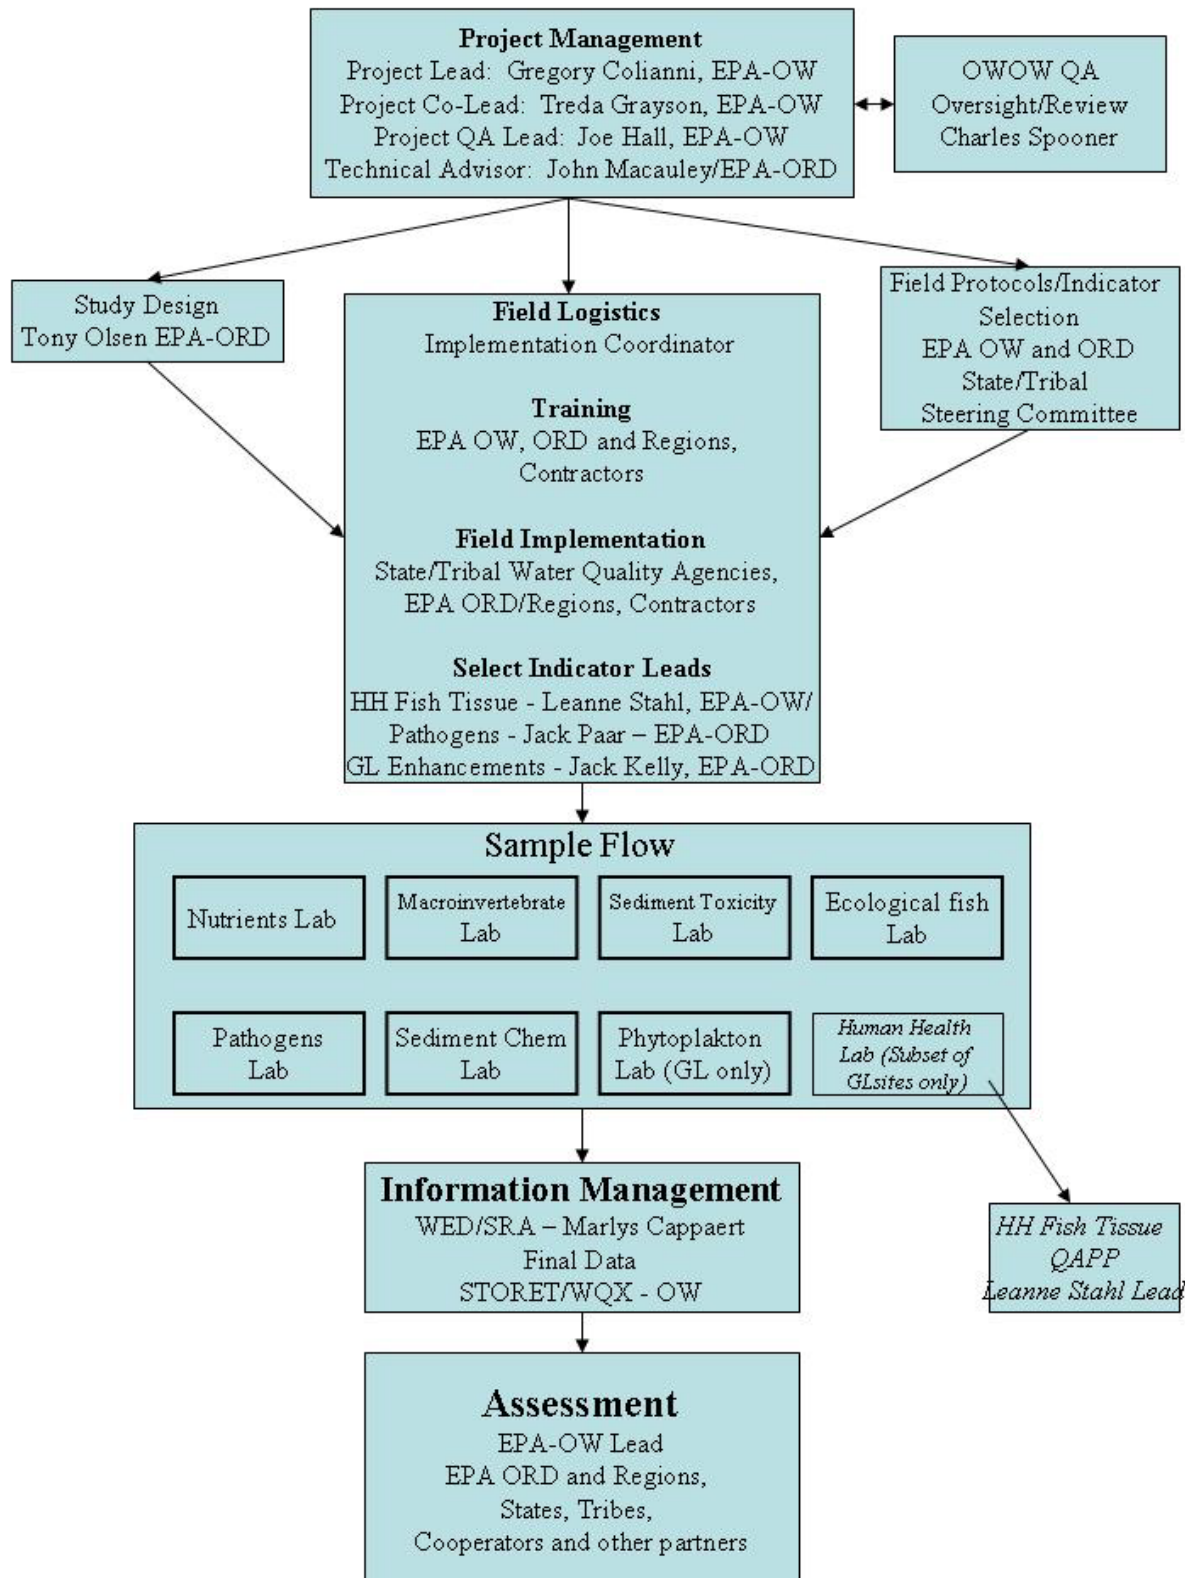 Project Management
Project Lead: Gregory Colianni, EPA-OW
Project Co-Lead: Treda Grayson, EPA-OW
Project QA Lead: Joe Hall, EPA-OW
Technical Advisor: John Macauley/EPA-ORD
OWOW QA
Oversight/Review
Charles Spooner
Study Design
Tony Olsen EPA-ORD
Field Logistics
Implementation Coordinator
Training
EPA OW, ORD and Regions,
Contractors
Field Implementation
State/Tribal Water Quality Agencies,
EPA ORD/Regions, Contractors
Select Indicator Leads
HH Fish Tissue - Leanne Stahl, EPA-OW/
Pathogens - Jack Paar – EPA-ORD
GL Enhancements - Jack Kelly, EPA-ORD
Field Protocols/Indicator
Selection
EPA OW and ORD
State/Tribal
Steering Committee
Sample Flow
Nutrients Lab
Macroinvertebrate
Lab
Sediment Toxicity
Lab
Ecological fish
Lab
Pathogens
Lab
Sediment Chem
Lab
Phytoplakton
Lab (GL only)
Human Health
Lab (Subset of
GLsites only)
Information Management
WED/SRA – Marlys Cappaert
Final Data
STORET/WQX - OW
HH Fish Tissue
QAPP
Leanne Stahl Lead
Assessment
EPA-OW Lead
EPA ORD and Regions,
States, Tribes,
Cooperators and other partners